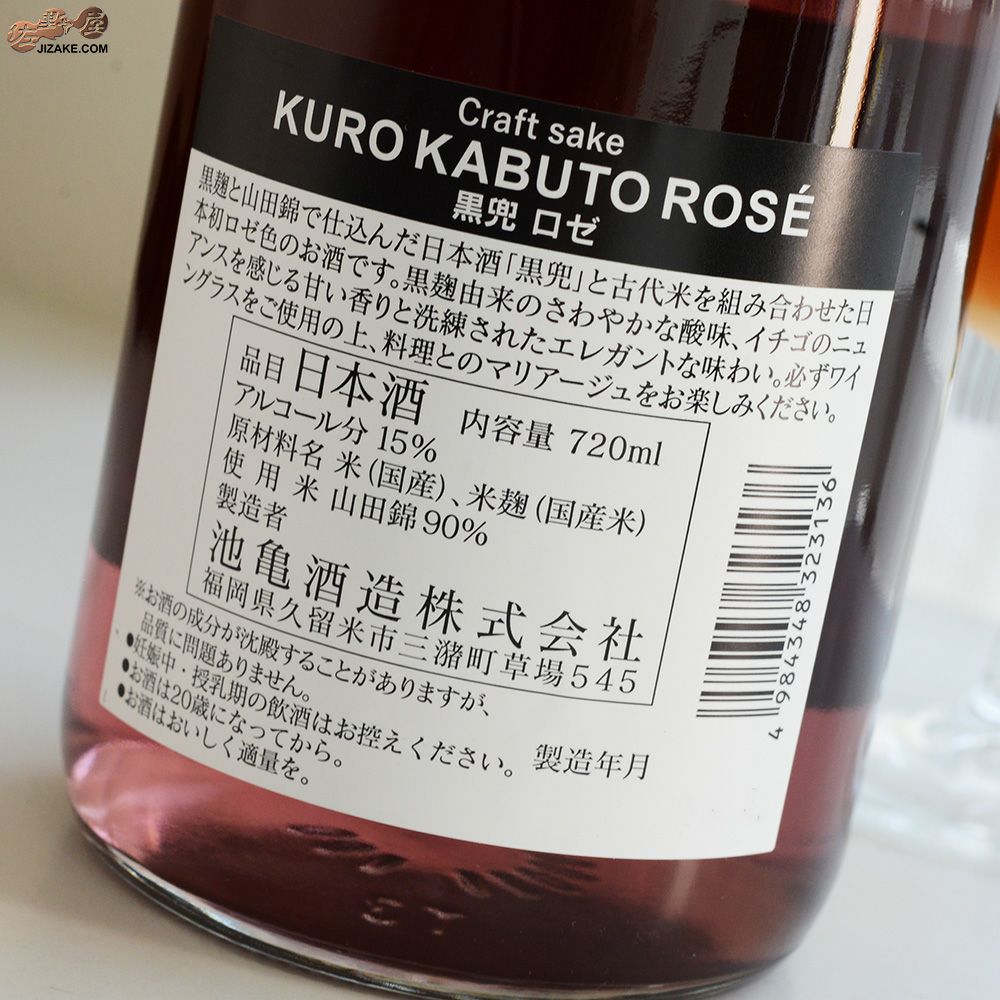 佐野屋
JIZAKE.COM
Craft sake
KURO KABUTO ROSÉ
黒兜 ロゼ
黒麹と山田錦で仕込んだ日本酒「黒兜」と古代米を組み合わせた日
本初ロゼ色のお酒です。黒麹由来のさわやかな酸味、イチゴのニュ
アンスを感じる甘い香りと洗練されたエレガントな味わい。必ずワイ
ングラスをご使用の上、料理とのマリアージュをお楽しみください。
品目 日本酒 内容量 720ml
アルコール分 15%
原材料名 米(国産)、米麹(国産米)
使用米 山田錦90%
製造者
池亀酒造株式会社
福岡県久留米市三潴町草場545
※お酒の成分が沈殿することがありますが、
品質に問題ありません。
●妊娠中・授乳期の飲酒はお控えください。 製造年月
●お酒は20歳になってから。
●お酒はおいしく適量を。
4984348323136